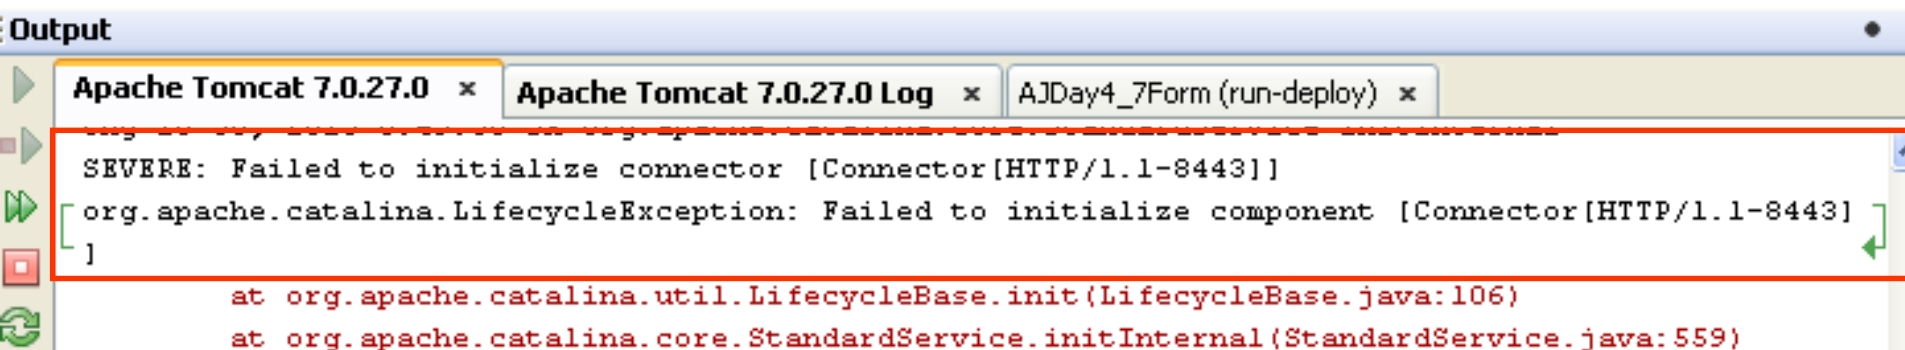 Output
Apache Tomcat 7.0.27.0 × Apache Tomcat 7.0.27.0 Log × AJDay4_7Form (run-deploy) ×
SEVERE: Failed to initialize connector [Connector[HTTP/1.1-8443]]
org.apache.catalina.LifecycleException: Failed to initialize component [Connector[HTTP/1.1-8443]
]
at org.apache.catalina.util.LifecycleBase.init(LifecycleBase.java:106)
at org.apache.catalina.core.StandardService.initInternal(StandardService.java:559)